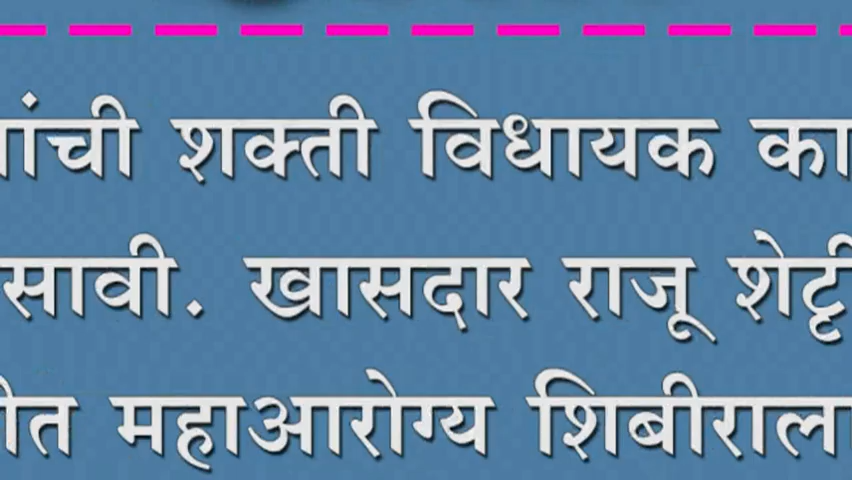 ांची शक्ती विधायक का
सावी. खासदार राजू शेट्टी
ीत महाआरोग्य शिबीराला